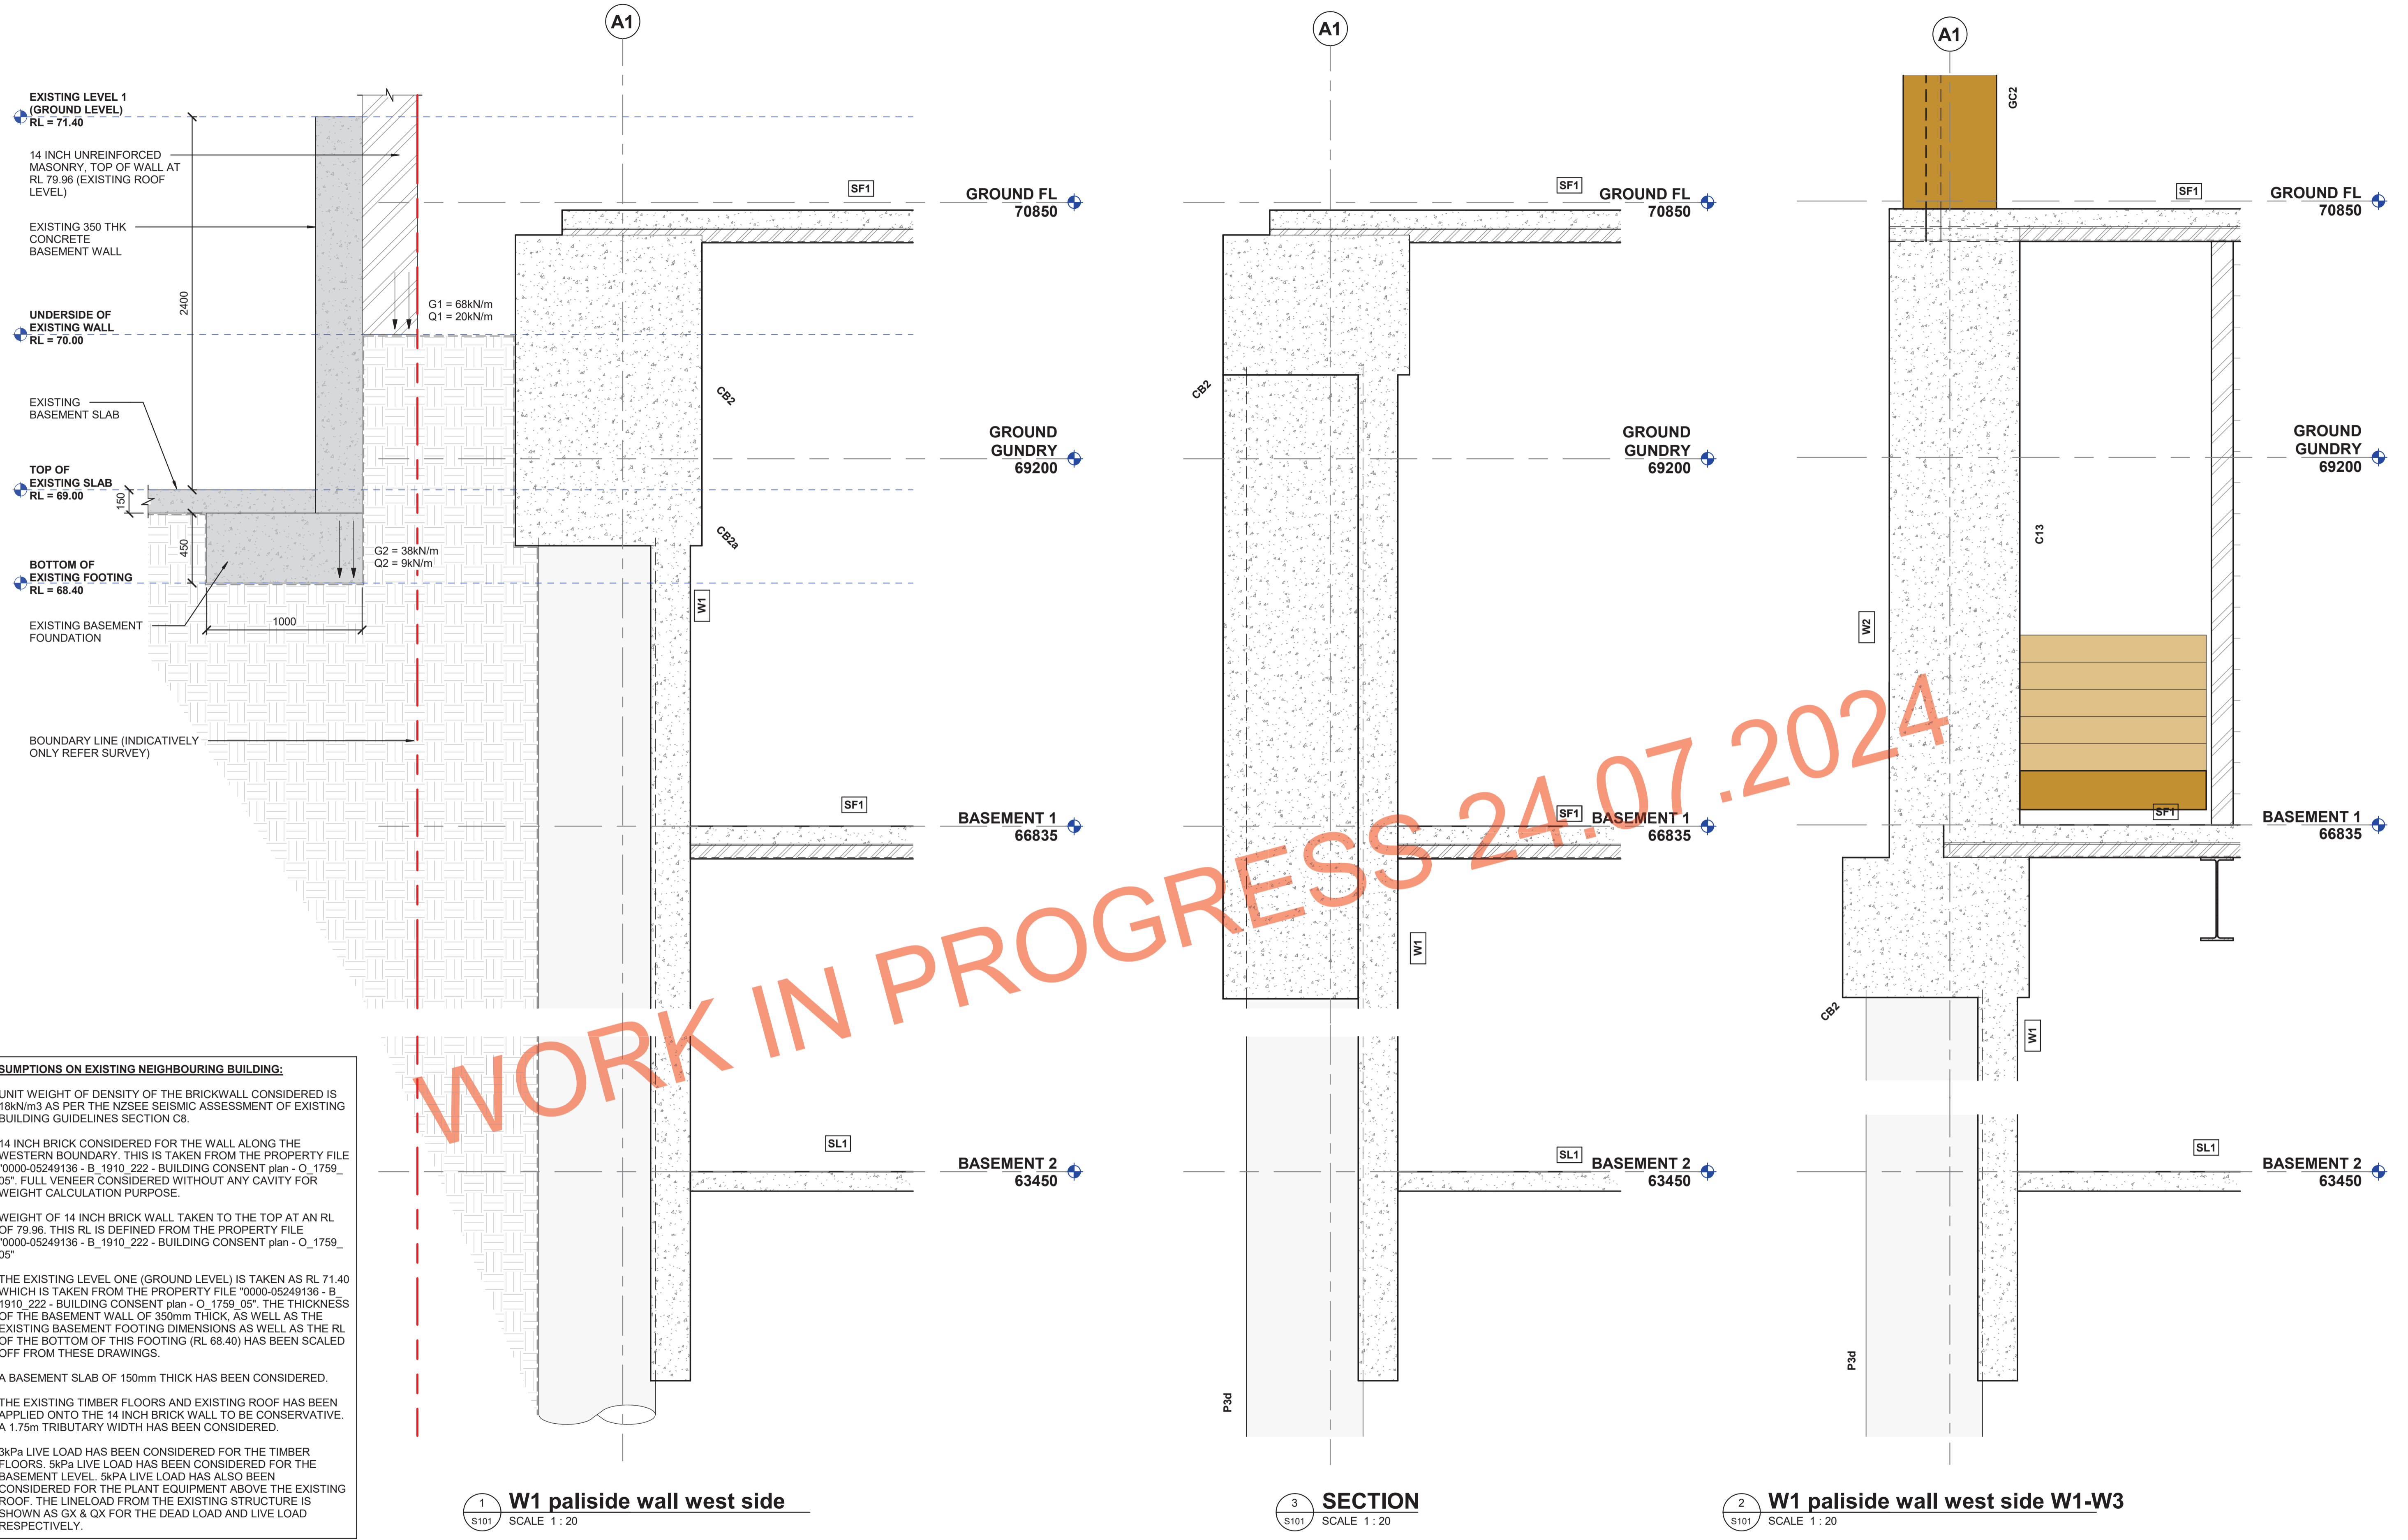 A1
A1
A1
EXISTING LEVEL 1
(GROUND LEVEL)
RL = 71.40
14 INCH UNREINFORCED
MASONRY, TOP OF WALL AT
RL 79.96 (EXISTING ROOF
LEVEL)
EXISTING 350 THK
CONCRETE
BASEMENT WALL
2400
UNDERSIDE OF
EXISTING WALL
RL = 70.00
G1 = 68kN/m
Q1 = 20kN/m
EXISTING
BASEMENT SLAB
TOP OF
EXISTING SLAB
RL = 69.00
150
450
G2 = 38kN/m
Q2 = 9kN/m
BOTTOM OF
EXISTING FOOTING
RL = 68.40
1000
EXISTING BASEMENT
FOUNDATION
BOUNDARY LINE (INDICATIVELY
ONLY REFER SURVEY)
SF1
GROUND FL
70850
CB2
GROUND
GUNDRY
69200
CB2a
W1
SF1
BASEMENT 1
66835
SL1
BASEMENT 2
63450
SF1
GROUND FL
70850
CB2
GROUND
GUNDRY
69200
SF1
BASEMENT 1
66835
W1
SL1
BASEMENT 2
63450
P3d
GC2
SF1
GROUND FL
70850
GROUND
GUNDRY
69200
C13
W2
SF1
BASEMENT 1
66835
CB2
W1
SL1
BASEMENT 2
63450
P3d
WORK IN PROGRESS 24.07.2024
SUMPTIONS ON EXISTING NEIGHBOURING BUILDING:
UNIT WEIGHT OF DENSITY OF THE BRICKWALL CONSIDERED IS
18kN/m3 AS PER THE NZSEE SEISMIC ASSESSMENT OF EXISTING
BUILDING GUIDELINES SECTION C8.
14 INCH BRICK CONSIDERED FOR THE WALL ALONG THE
WESTERN BOUNDARY. THIS IS TAKEN FROM THE PROPERTY FILE
"0000-05249136 - B_1910_222 - BUILDING CONSENT plan - O_1759_
05". FULL VENEER CONSIDERED WITHOUT ANY CAVITY FOR
WEIGHT CALCULATION PURPOSE.
WEIGHT OF 14 INCH BRICK WALL TAKEN TO THE TOP AT AN RL
OF 79.96. THIS RL IS DEFINED FROM THE PROPERTY FILE
"0000-05249136 - B_1910_222 - BUILDING CONSENT plan - O_1759_
05"
THE EXISTING LEVEL ONE (GROUND LEVEL) IS TAKEN AS RL 71.40
WHICH IS TAKEN FROM THE PROPERTY FILE "0000-05249136 - B_
1910_222 - BUILDING CONSENT plan - O_1759_05". THE THICKNESS
OF THE BASEMENT WALL OF 350mm THICK, AS WELL AS THE
EXISTING BASEMENT FOOTING DIMENSIONS AS WELL AS THE RL
OF THE BOTTOM OF THIS FOOTING (RL 68.40) HAS BEEN SCALED
OFF FROM THESE DRAWINGS.
A BASEMENT SLAB OF 150mm THICK HAS BEEN CONSIDERED.
THE EXISTING TIMBER FLOORS AND EXISTING ROOF HAS BEEN
APPLIED ONTO THE 14 INCH BRICK WALL TO BE CONSERVATIVE.
A 1.75m TRIBUTARY WIDTH HAS BEEN CONSIDERED.
3kPa LIVE LOAD HAS BEEN CONSIDERED FOR THE TIMBER
FLOORS. 5kPa LIVE LOAD HAS BEEN CONSIDERED FOR THE
BASEMENT LEVEL. 5kPA LIVE LOAD HAS ALSO BEEN
CONSIDERED FOR THE PLANT EQUIPMENT ABOVE THE EXISTING
ROOF. THE LINELOAD FROM THE EXISTING STRUCTURE IS
SHOWN AS GX & QX FOR THE DEAD LOAD AND LIVE LOAD
RESPECTIVELY.
1
S101
W1 paliside wall west side
SCALE 1 : 20
3
S101
SECTION
SCALE 1 : 20
2
S101
W1 paliside wall west side W1-W3
SCALE 1 : 20